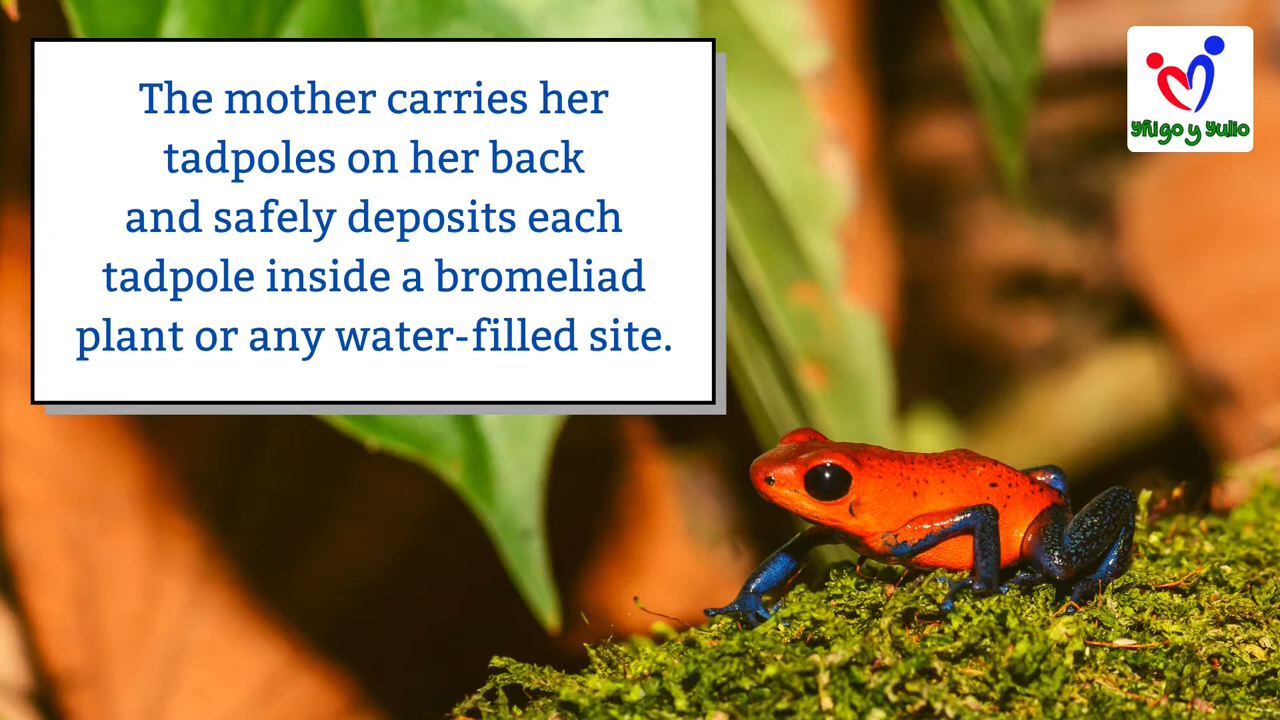 The mother carries her
tadpoles on her back
and safely deposits each
tadpole inside a bromeliad
plant or any water-filled site.
Yñigo y Yulio